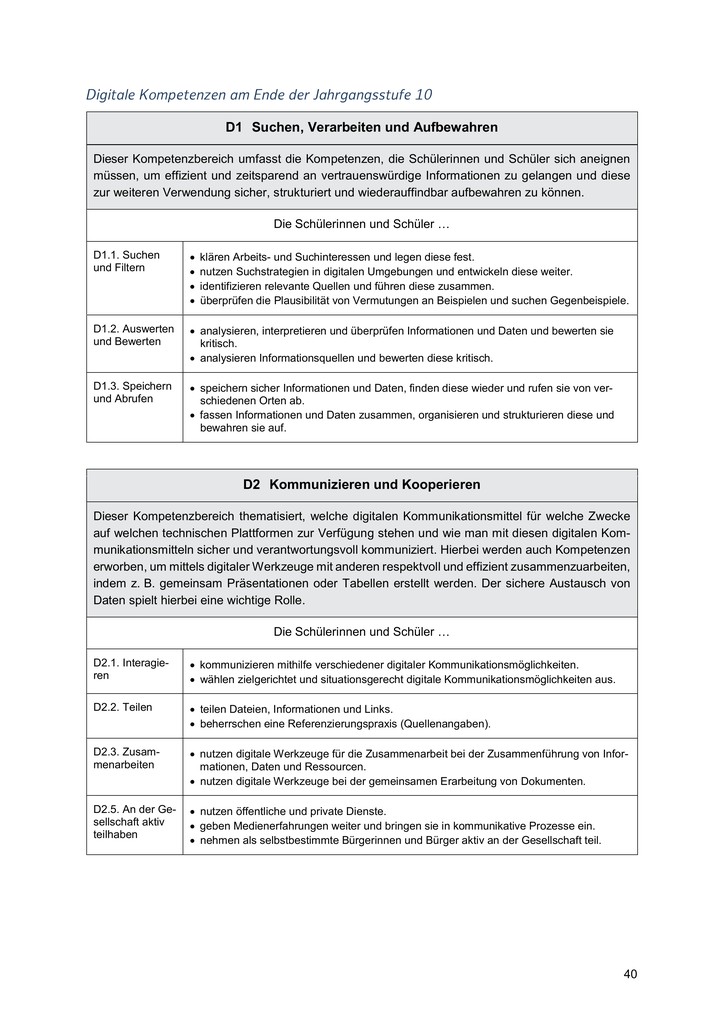 Digitale Kompetenzen am Ende der Jahrgangsstufe 10
D1 Suchen, Verarbeiten und Aufbewahren
Dieser Kompetenzbereich umfasst die Kompetenzen, die Schülerinnen und Schüler sich aneignen
müssen, um effizient und zeitsparend an vertrauenswürdige Informationen zu gelangen und diese
zur weiteren Verwendung sicher, strukturiert und wiederauffindbar aufbewahren zu können.
Die Schülerinnen und Schüler …
D1.1. Suchen
und Filtern
• klären Arbeits- und Suchinteressen und legen diese fest.
• nutzen Suchstrategien in digitalen Umgebungen und entwickeln diese weiter.
• identifizieren relevante Quellen und führen diese zusammen.
• überprüfen die Plausibilität von Vermutungen an Beispielen und suchen Gegenbeispiele.
D1.2. Auswerten
und Bewerten
• analysieren, interpretieren und überprüfen Informationen und Daten und bewerten sie
kritisch.
• analysieren Informationsquellen und bewerten diese kritisch.
D1.3. Speichern
und Abrufen
• speichern sicher Informationen und Daten, finden diese wieder und rufen sie von ver-
schiedenen Orten ab.
• fassen Informationen und Daten zusammen, organisieren und strukturieren diese und
bewahren sie auf.
D2 Kommunizieren und Kooperieren
Dieser Kompetenzbereich thematisiert, welche digitalen Kommunikationsmittel für welche Zwecke
auf welchen technischen Plattformen zur Verfügung stehen und wie man mit diesen digitalen Kom-
munikationsmitteln sicher und verantwortungsvoll kommuniziert. Hierbei werden auch Kompetenzen
erworben, um mittels digitaler Werkzeuge mit anderen respektvoll und effizient zusammenzuarbeiten,
indem z. B. gemeinsam Präsentationen oder Tabellen erstellt werden. Der sichere Austausch von
Daten spielt hierbei eine wichtige Rolle.
Die Schülerinnen und Schüler …
D2.1. Interagie-
ren
• kommunizieren mithilfe verschiedener digitaler Kommunikationsmöglichkeiten.
• wählen zielgerichtet und situationsgerecht digitale Kommunikationsmöglichkeiten aus.
D2.2. Teilen
• teilen Dateien, Informationen und Links.
• beherrschen eine Referenzierungspraxis (Quellenangaben).
D2.3. Zusam-
menarbeiten
• nutzen digitale Werkzeuge für die Zusammenarbeit bei der Zusammenführung von Infor-
mationen, Daten und Ressourcen.
• nutzen digitale Werkzeuge bei der gemeinsamen Erarbeitung von Dokumenten.
D2.5. An der Ge-
sellschaft aktiv
teilhaben
• nutzen öffentliche und private Dienste.
• geben Medienerfahrungen weiter und bringen sie in kommunikative Prozesse ein.
• nehmen als selbstbestimmte Bürgerinnen und Bürger aktiv an der Gesellschaft teil.
40